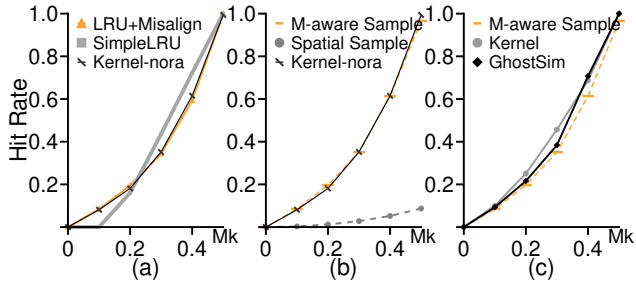 1.0
0.8
0.6
0.4
0.2
Hit Rate
LRU+Misalign
SimpleLRU
Kernel-nora
0 0.2 0.4 Mk
(a)
1.0
0.8
0.6
0.4
0.2
M-aware Sample
Spatial Sample
Kernel-nora
0 0.2 0.4 Mk
(b)
1.0
0.8
0.6
0.4
0.2
M-aware Sample
Kernel
GhostSim
0 0.2 0.4 Mk
(c)